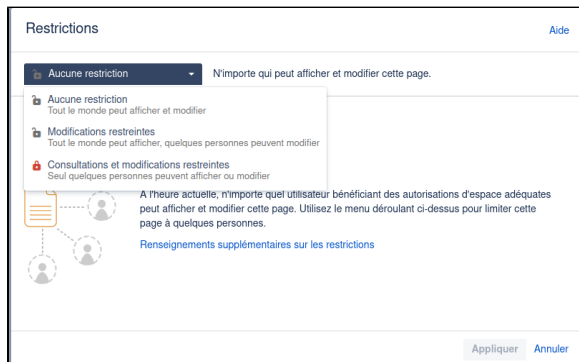 Restrictions
Aide
Aucune restriction
N'importe qui peut afficher et modifier cette page.
Aucune restriction
Tout le monde peut afficher et modifier
Modifications restreintes
Tout le monde peut afficher, quelques personnes peuvent modifier
Consultations et modifications restreintes
Seul quelques personnes peuvent afficher ou modifier
A l'heure actuelle, n'importe quel utilisateur bénéficiant des autorisations d'espace adéquates
peut afficher et modifier cette page. Utilisez le menu déroulant ci-dessus pour limiter cette
page à quelques personnes.
Renseignements supplémentaires sur les restrictions
Appliquer
Annuler